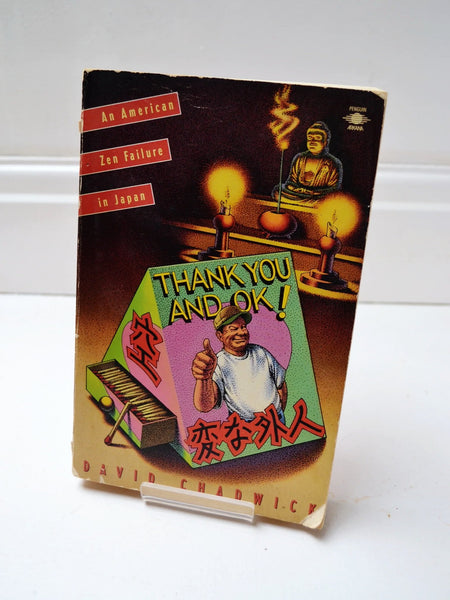 An American
Zen Failure
in Japan
PENGUIN
ARKANA
THANK YOU
AND OK!
変な外人
DAVID CHADWICK